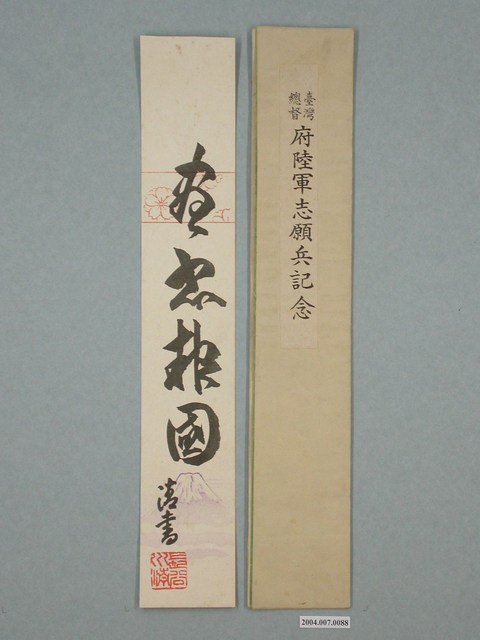 臺灣
總督
府陸軍志願兵記念
盡忠報國
清書
2004.007.0088